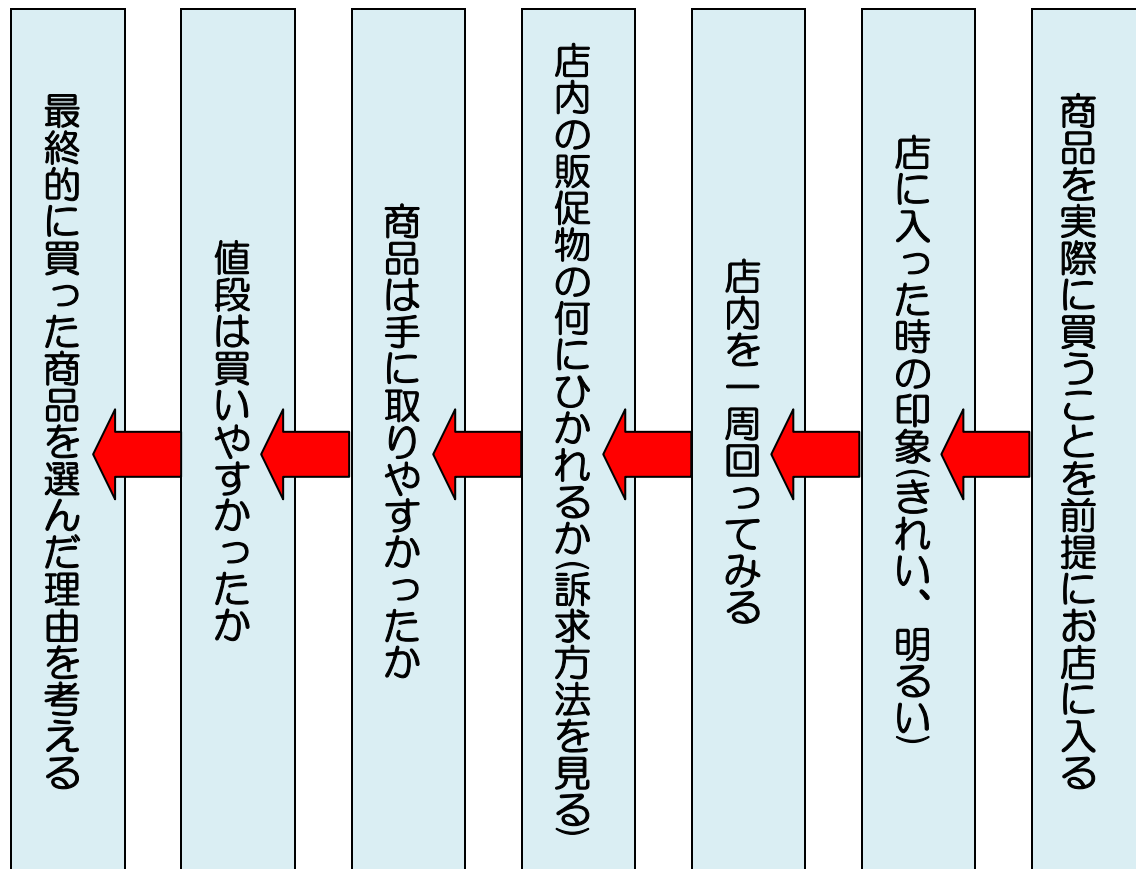 商品を実際に買うことを前提にお店に入る
店に入った時の印象(きれい、明るい)
店内を一周回ってみる
店内の販促物の何にひかれるか(訴求方法を見る)
商品は手に取りやすかったか
値段は買いやすかったか
最終的に買った商品を選んだ理由を考える